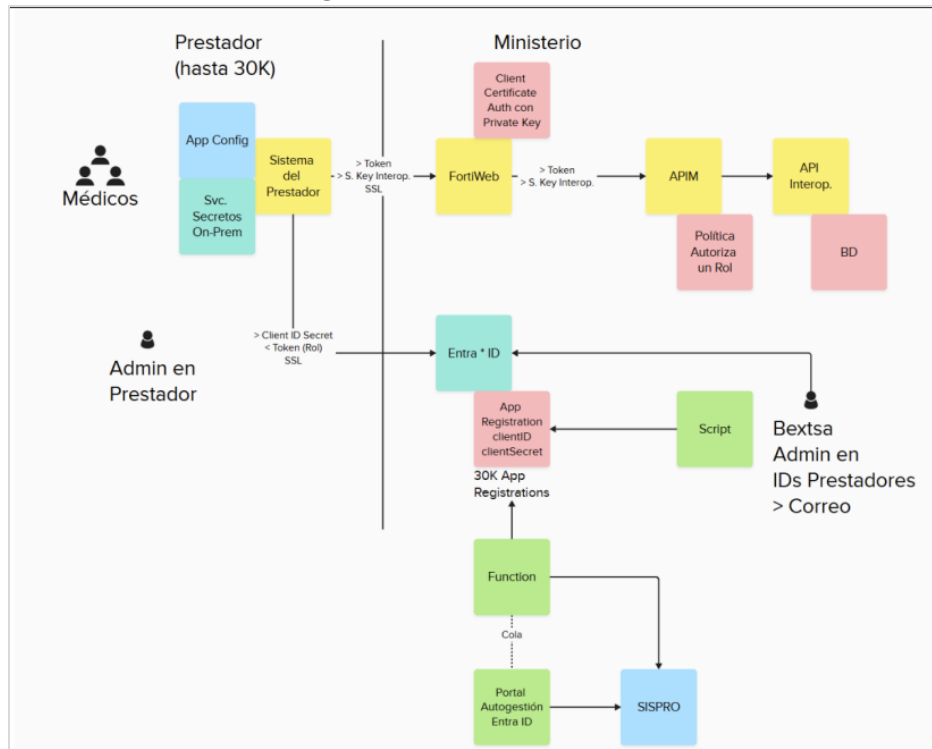 Prestador
(hasta 30K)
Ministerio
Client
Certificate
Auth con
Private Key
App Config
Sistema
del
Prestador
> Token
> S. Key Interop.
SSL
FortiWeb
> Token
> S. Key Interop.
APIM
API
Interop.
Médicos
Svc.
Secretos
On-Prem
Política
Autoriza
un Rol
BD
> Client ID Secret
< Token (Rol)
SSL
Entra * ID
Admin en
Prestador
App
Registration
clientID
clientSecret
Script
Bextsa
Admin en
IDs Prestadores
> Correo
30K App
Registrations
Function
Cola
Portal
Autogestión
Entra ID
SISPRO